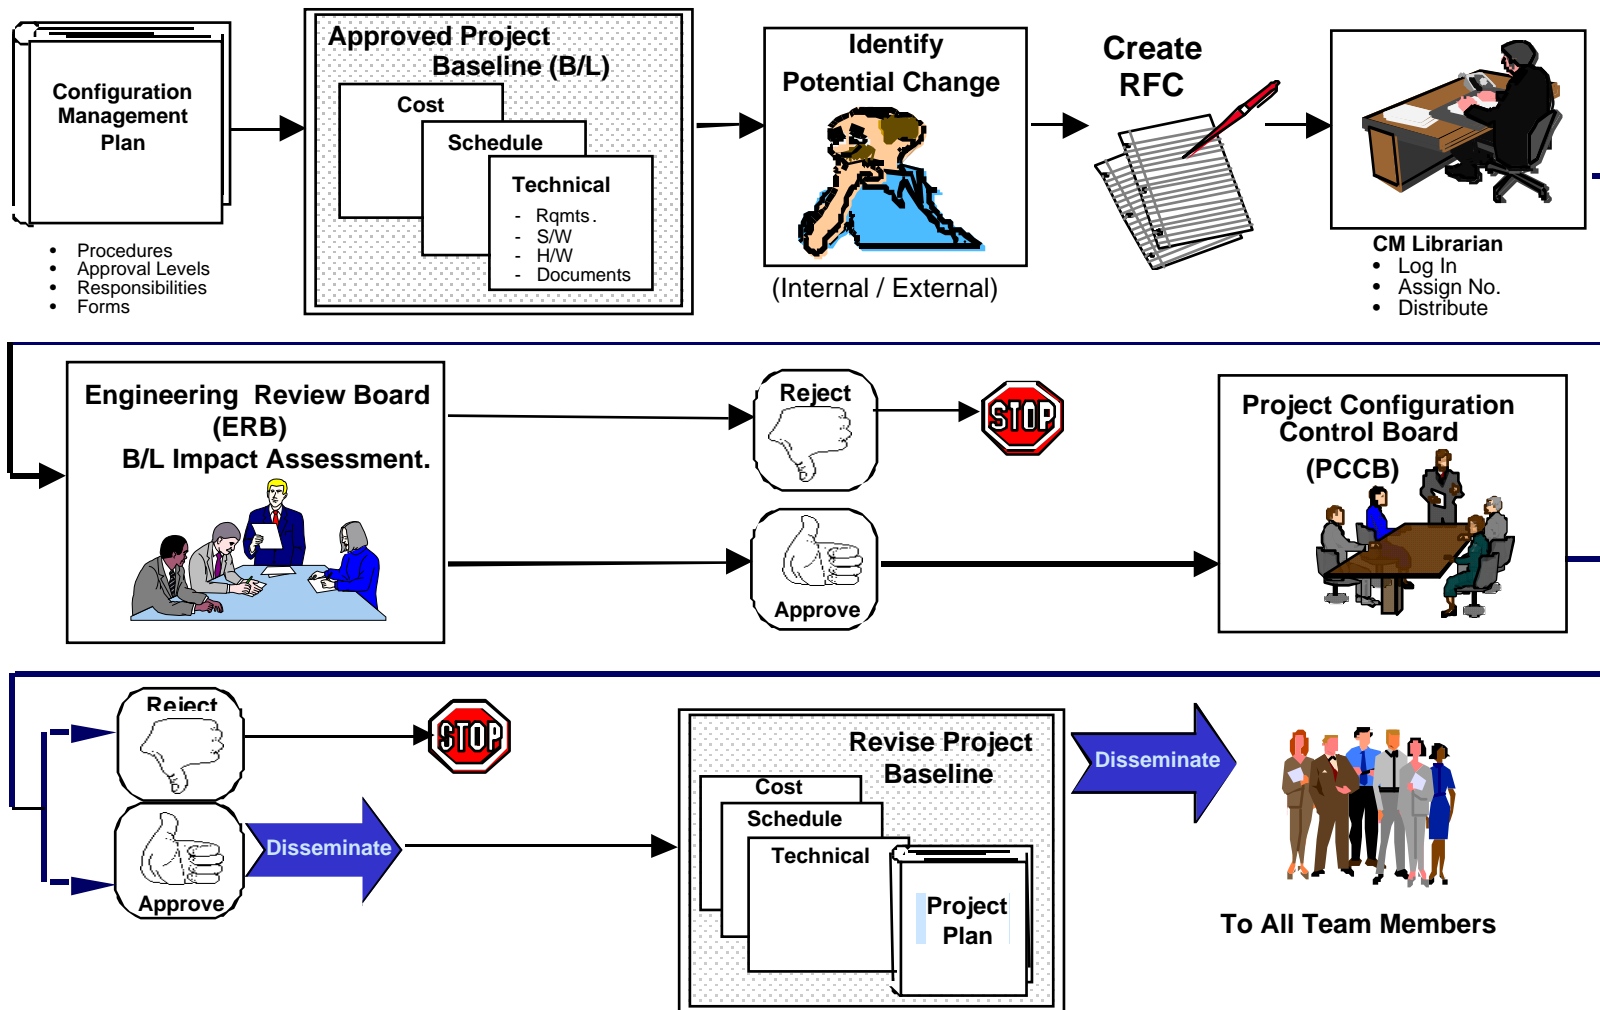 Configuration
Management
Plan
• Procedures
• Approval Levels
• Responsibilities
• Forms
Approved Project
Baseline (B/L)
Cost
Schedule
Technical
- Rqmts.
- S/W
- H/W
- Documents
Identify
Potential Change
(Internal / External)
Create
RFC
CM Librarian
• Log In
• Assign No.
• Distribute
Engineering Review Board
(ERB)
B/L Impact Assessment.
Reject
STOP
Approve
Project Configuration
Control Board
(PCCB)
Reject
STOP
Approve
Disseminate
Revise Project
Baseline
Cost
Schedule
Technical
Project
Plan
Disseminate
To All Team Members